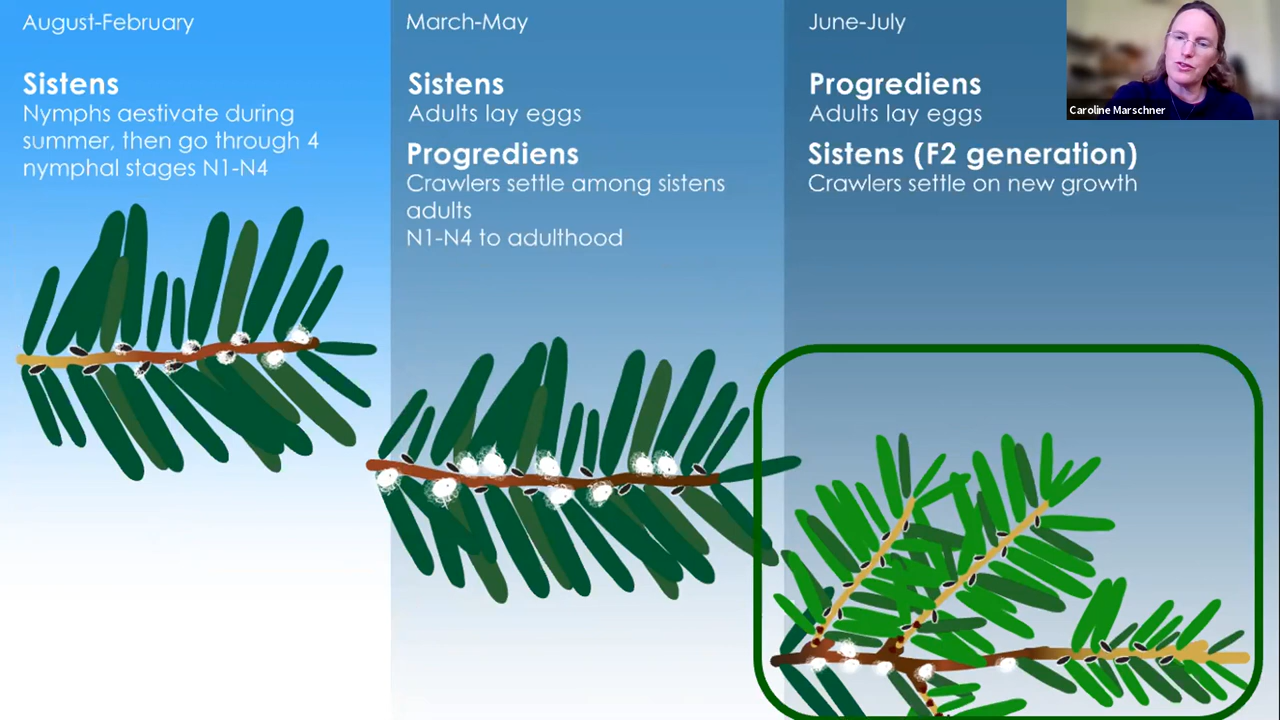 August-February
Sistens
Nymphs aestivate during
summer, then go through 4
nymphal stages N1-N4
March-May
Sistens
Adults lay eggs
Progrediens
Crawlers settle among sistens
adults
N1-N4 to adulthood
June-July
Progrediens
Adults lay eggs
Sistens (F2 generation)
Crawlers settle on new growth
Caroline Marschner